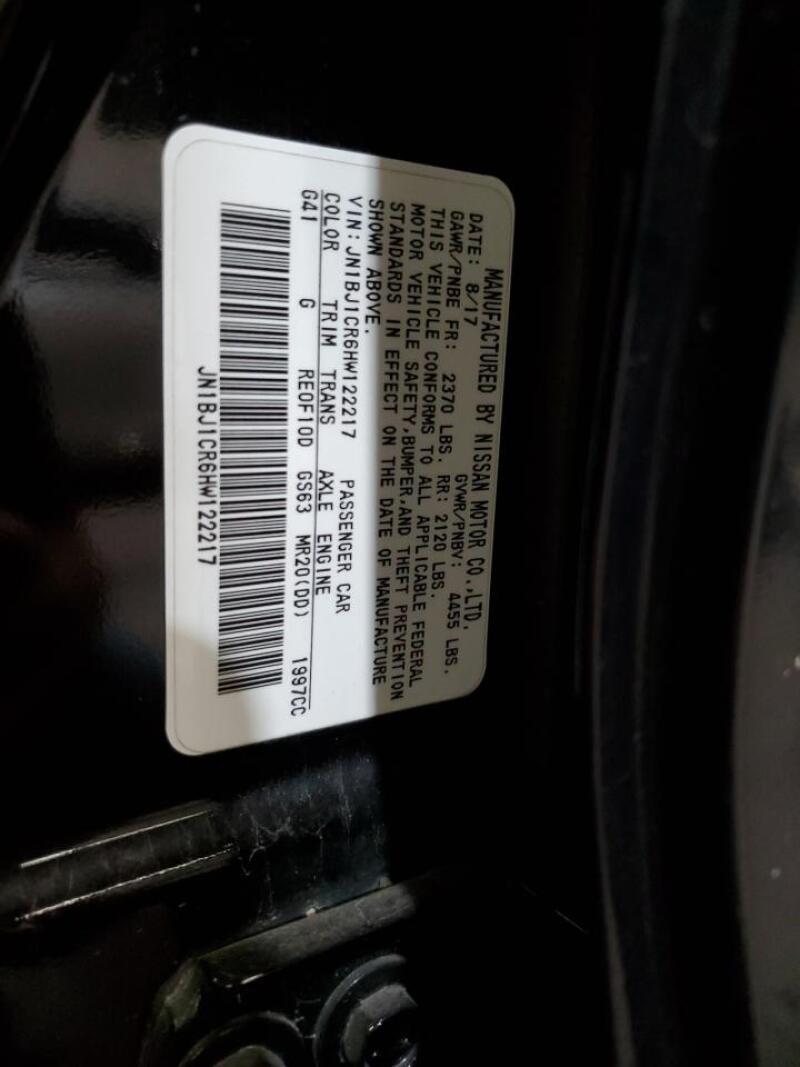 MANUFACTURED BY NISSAN MOTOR CO.,LTD.
DATE: 8/17 GVWR/PNBV: 4455 LBS.
GAWR/PNBE FR: 2370 LBS. RR: 2120 LBS.
THIS VEHICLE CONFORMS TO ALL APPLICABLE FEDERAL
MOTOR VEHICLE SAFETY,BUMPER,AND THEFT PREVENTION
STANDARDS IN EFFECT ON THE DATE OF MANUFACTURE
SHOWN ABOVE.
VIN:JN1BJ1CR6HW122217 PASSENGER CAR
COLOR TRIM TRANS AXLE ENGINE
G41 G RE0F10D GS63 MR20(DD) 1997CC
JN1BJ1CR6HW122217